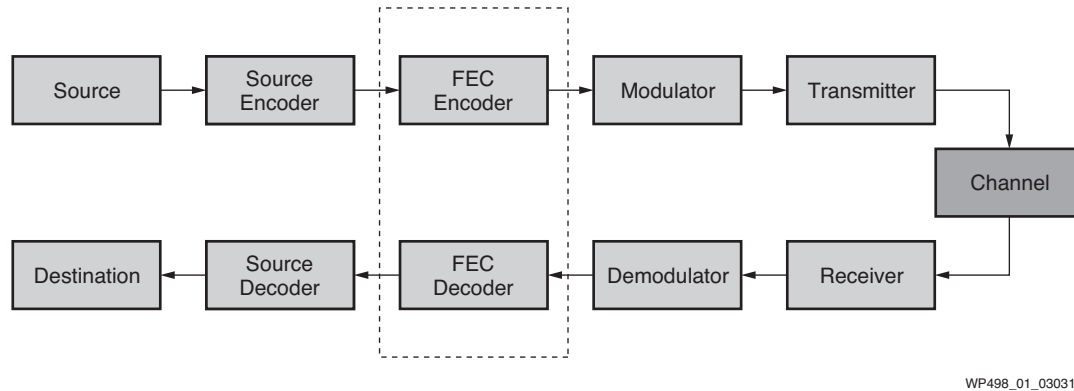 Source
Source
Encoder
FEC
Encoder
Modulator
Transmitter
Channel
Destination
Source
Decoder
FEC
Decoder
Demodulator
Receiver
WP498_01_03031